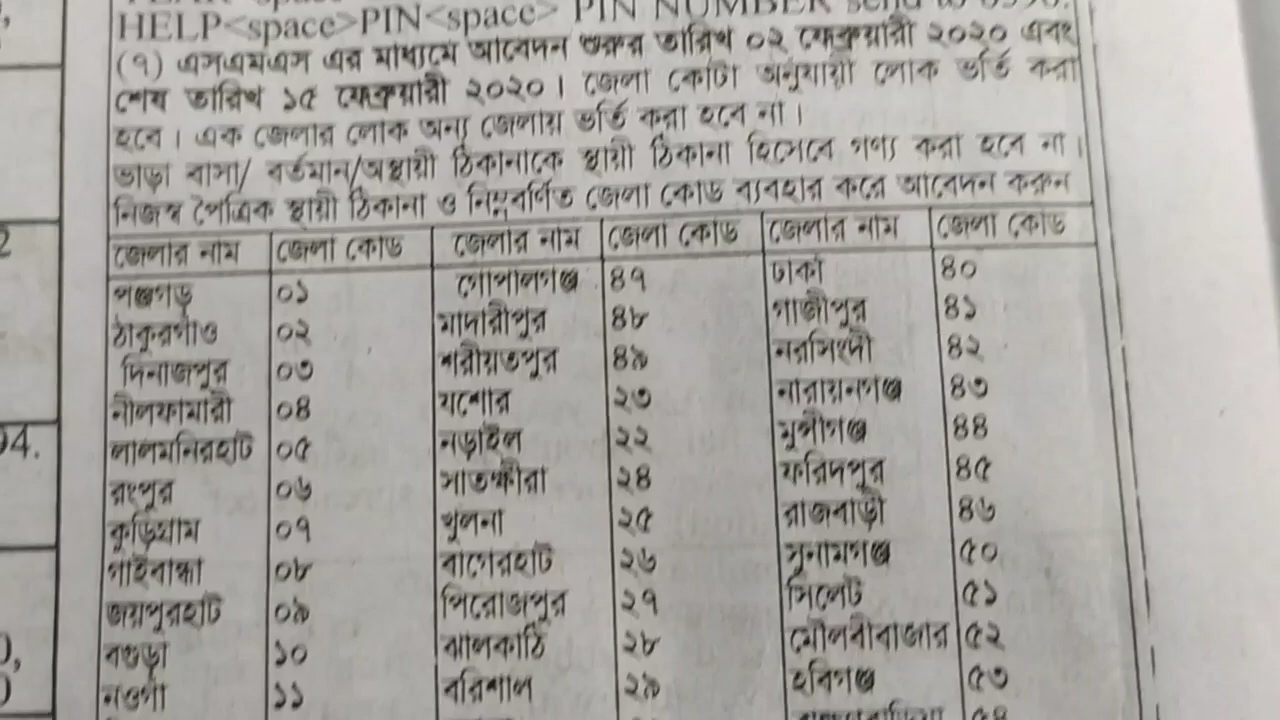 HELP<space>PIN<space> PIN NUMBER send to
(৭) এসএমএস এর মাধ্যমে আবেদন শুরুর তারিখ ০২ ফেব্রুয়ারী ২০২০ এবং
শেষ তারিখ ১৫ ফেব্রুয়ারী ২০২০। জেলা কোটা অনুযায়ী লোক ভর্তি করা
হবে। এক জেলার লোক অন্য জেলায় ভর্তি করা হবে না।
ভাড়া বাসা/ বর্তমান/অস্থায়ী ঠিকানাকে স্থায়ী ঠিকানা হিসেবে গণ্য করা হবে না।
নিজস্ব পৈত্রিক স্থায়ী ঠিকানা ও নিম্নবর্ণিত জেলা কোড ব্যবহার করে আবেদন করুন
জেলার নাম জেলা কোড জেলার নাম জেলা কোড জেলার নাম জেলা কোড
পঞ্চগড় ০১ গোপালগঞ্জ ৪৭ ঢাকা ৪০
ঠাকুরগাঁও ০২ মাদারীপুর ৪৮ গাজীপুর ৪১
দিনাজপুর ০৩ শরীয়তপুর ৪৯ নরসিংদী ৪২
নীলফামারী ০৪ যশোর ২৩ নারায়নগঞ্জ ৪৩
লালমনিরহাট ০৫ নড়াইল ২২ মুন্সীগঞ্জ ৪৪
রংপুর ০৬ সাতক্ষীরা ২৪ ফরিদপুর ৪৫
কুড়িগ্রাম ০৭ খুলনা ২৫ রাজবাড়ী ৪৬
গাইবান্ধা ০৮ বাগেরহাট ২৬ সুনামগঞ্জ ৫০
জয়পুরহাট ০৯ পিরোজপুর ২৭ সিলেট ৫১
বগুড়া ১০ ঝালকাঠি ২৮ মৌলবীবাজার ৫২
নওগাঁ ১১ বরিশাল ২৯ হবিগঞ্জ ৫৩